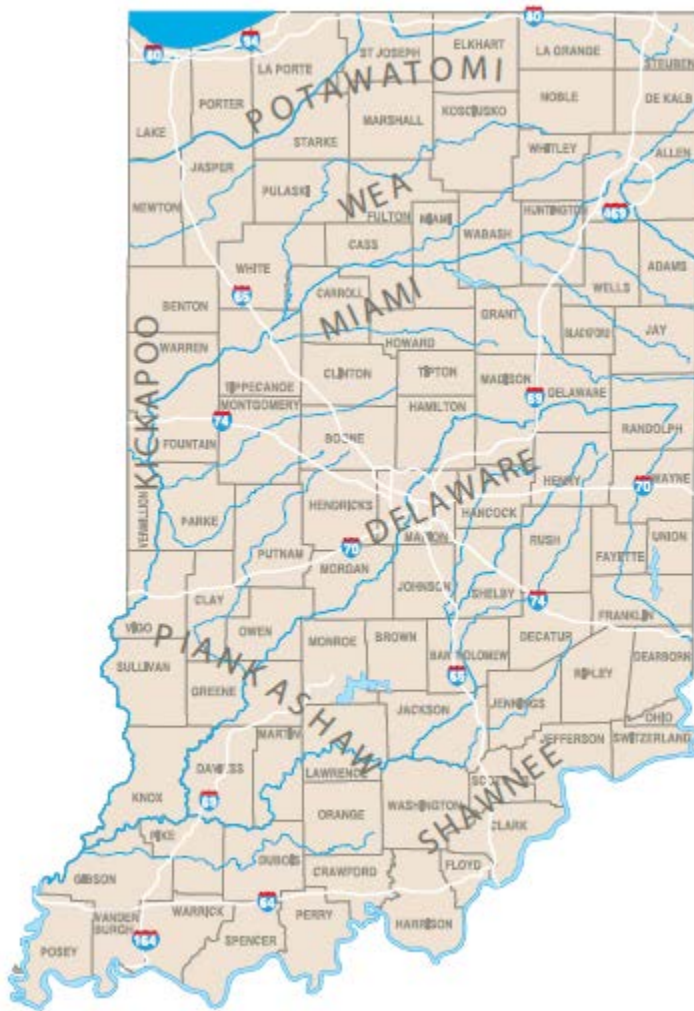 80
94
80
ST JOSEPH
ELKHART
LA GRANGE
STEUBEN
LA PORTE
POTAWATOMI
PORTER
NOBLE
DE KALB
LAKE
MARSHALL
KOSCIUSKO
STARKE
WHITLEY
ALLEN
JASPER
PULASKI
WEA
NEWTON
FULTON
MIAMI
HUNTINGTON
469
CASS
WABASH
WHITE
ADAMS
65
CARROLL
WELLS
BENTON
MIAMI
GRANT
BLACKFORD
JAY
WARREN
HOWARD
KICKAPOO
CLINTON
TIPTON
MADISON
TIPPECANOE
69
DELAWARE
MONTGOMERY
HAMILTON
74
RANDOLPH
FOUNTAIN
BOONE
DELAWARE
HENRY
WAYNE
70
VERMILLION
HENDRICKS
HANCOCK
PARKE
MARION
UNION
PUTNAM
70
RUSH
FAYETTE
MORGAN
JOHNSON
SHELBY
CLAY
74
FRANKLIN
VIGO
OWEN
PIANKASHAW
MONROE
BROWN
BARTHOLOMEW
DECATUR
DEARBORN
SULLIVAN
65
RIPLEY
GREENE
JENNINGS
JACKSON
OHIO
MARTIN
JEFFERSON
SWITZERLAND
DAVIESS
LAWRENCE
SHAWNEE
KNOX
69
ORANGE
WASHINGTON
CLARK
PIKE
DUBOIS
FLOYD
GIBSON
CRAWFORD
64
VANDER
BURGH
WARRICK
PERRY
HARRISON
164
SPENCER
POSEY